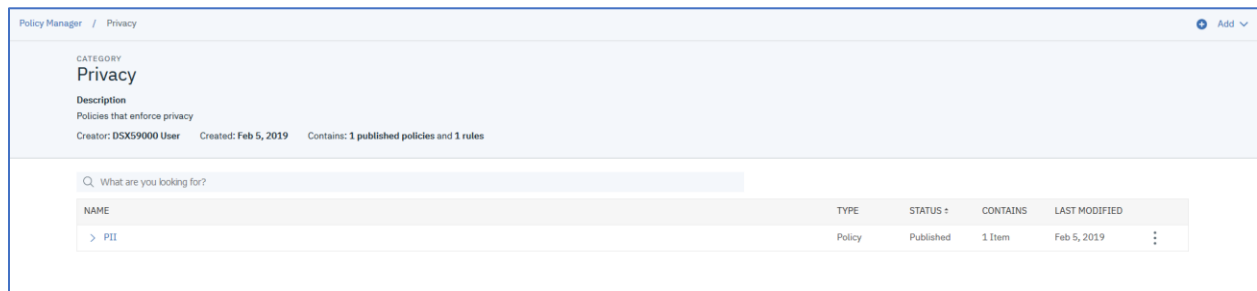 Policy Manager / Privacy Add
CATEGORY
Privacy
Description
Policies that enforce privacy
Creator: DSX59000 User Created: Feb 5, 2019 Contains: 1 published policies and 1 rules
What are you looking for?
NAME TYPE STATUS CONTAINS LAST MODIFIED
PII Policy Published 1 Item Feb 5, 2019